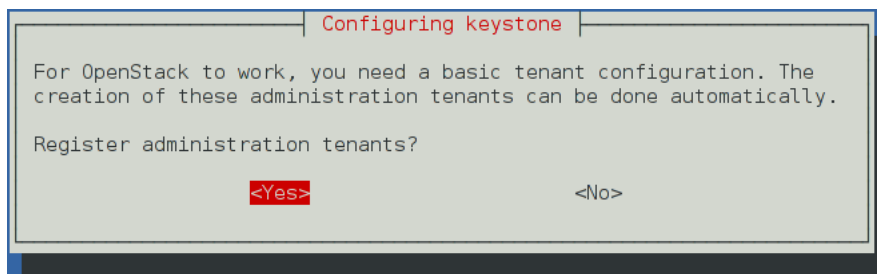 Configuring keystone
For OpenStack to work, you need a basic tenant configuration. The
creation of these administration tenants can be done automatically.
Register administration tenants?
<Yes> <No>